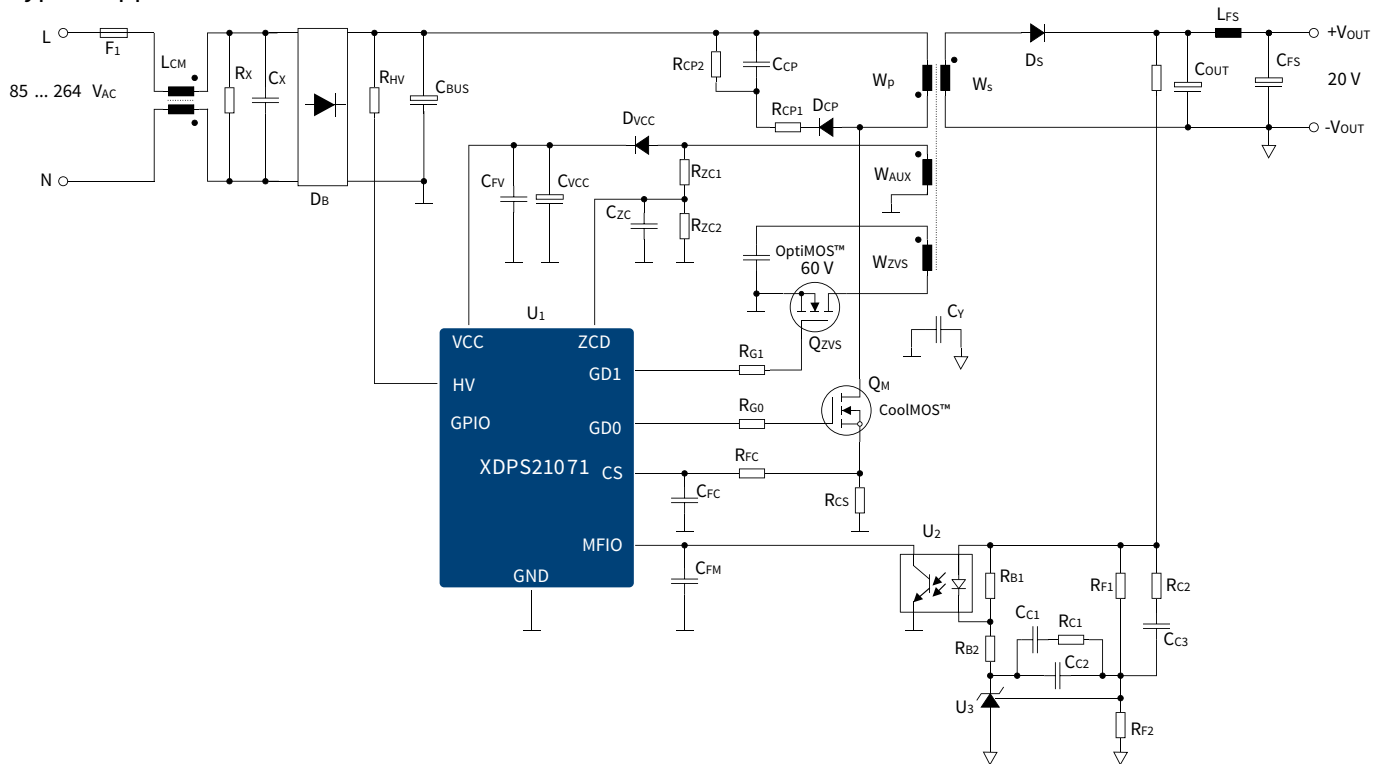 L
F1
LCM
RX
CX
DB
RHV
CBUS
RCP2
CCP
RCP1
DCP
Wp
Ws
DS
LFS
COUT
CFS
+VOUT
20 V
-VOUT
85 ... 264 VAC
N
DVCC
CFV
CVCC
RZC1
CZC
RZC2
WAUX
OptiMOS™
60 V
WZVS
QZVS
CY
U1
VCC
ZCD
GD1
HV
GPIO
GD0
XDPS21071
CS
MFIO
GND
RG1
RG0
QM
CoolMOS™
RFC
CFC
RCS
CFM
U2
RB1
RF1
RC2
CC1
RC1
RB2
CC2
CC3
U3
RF2